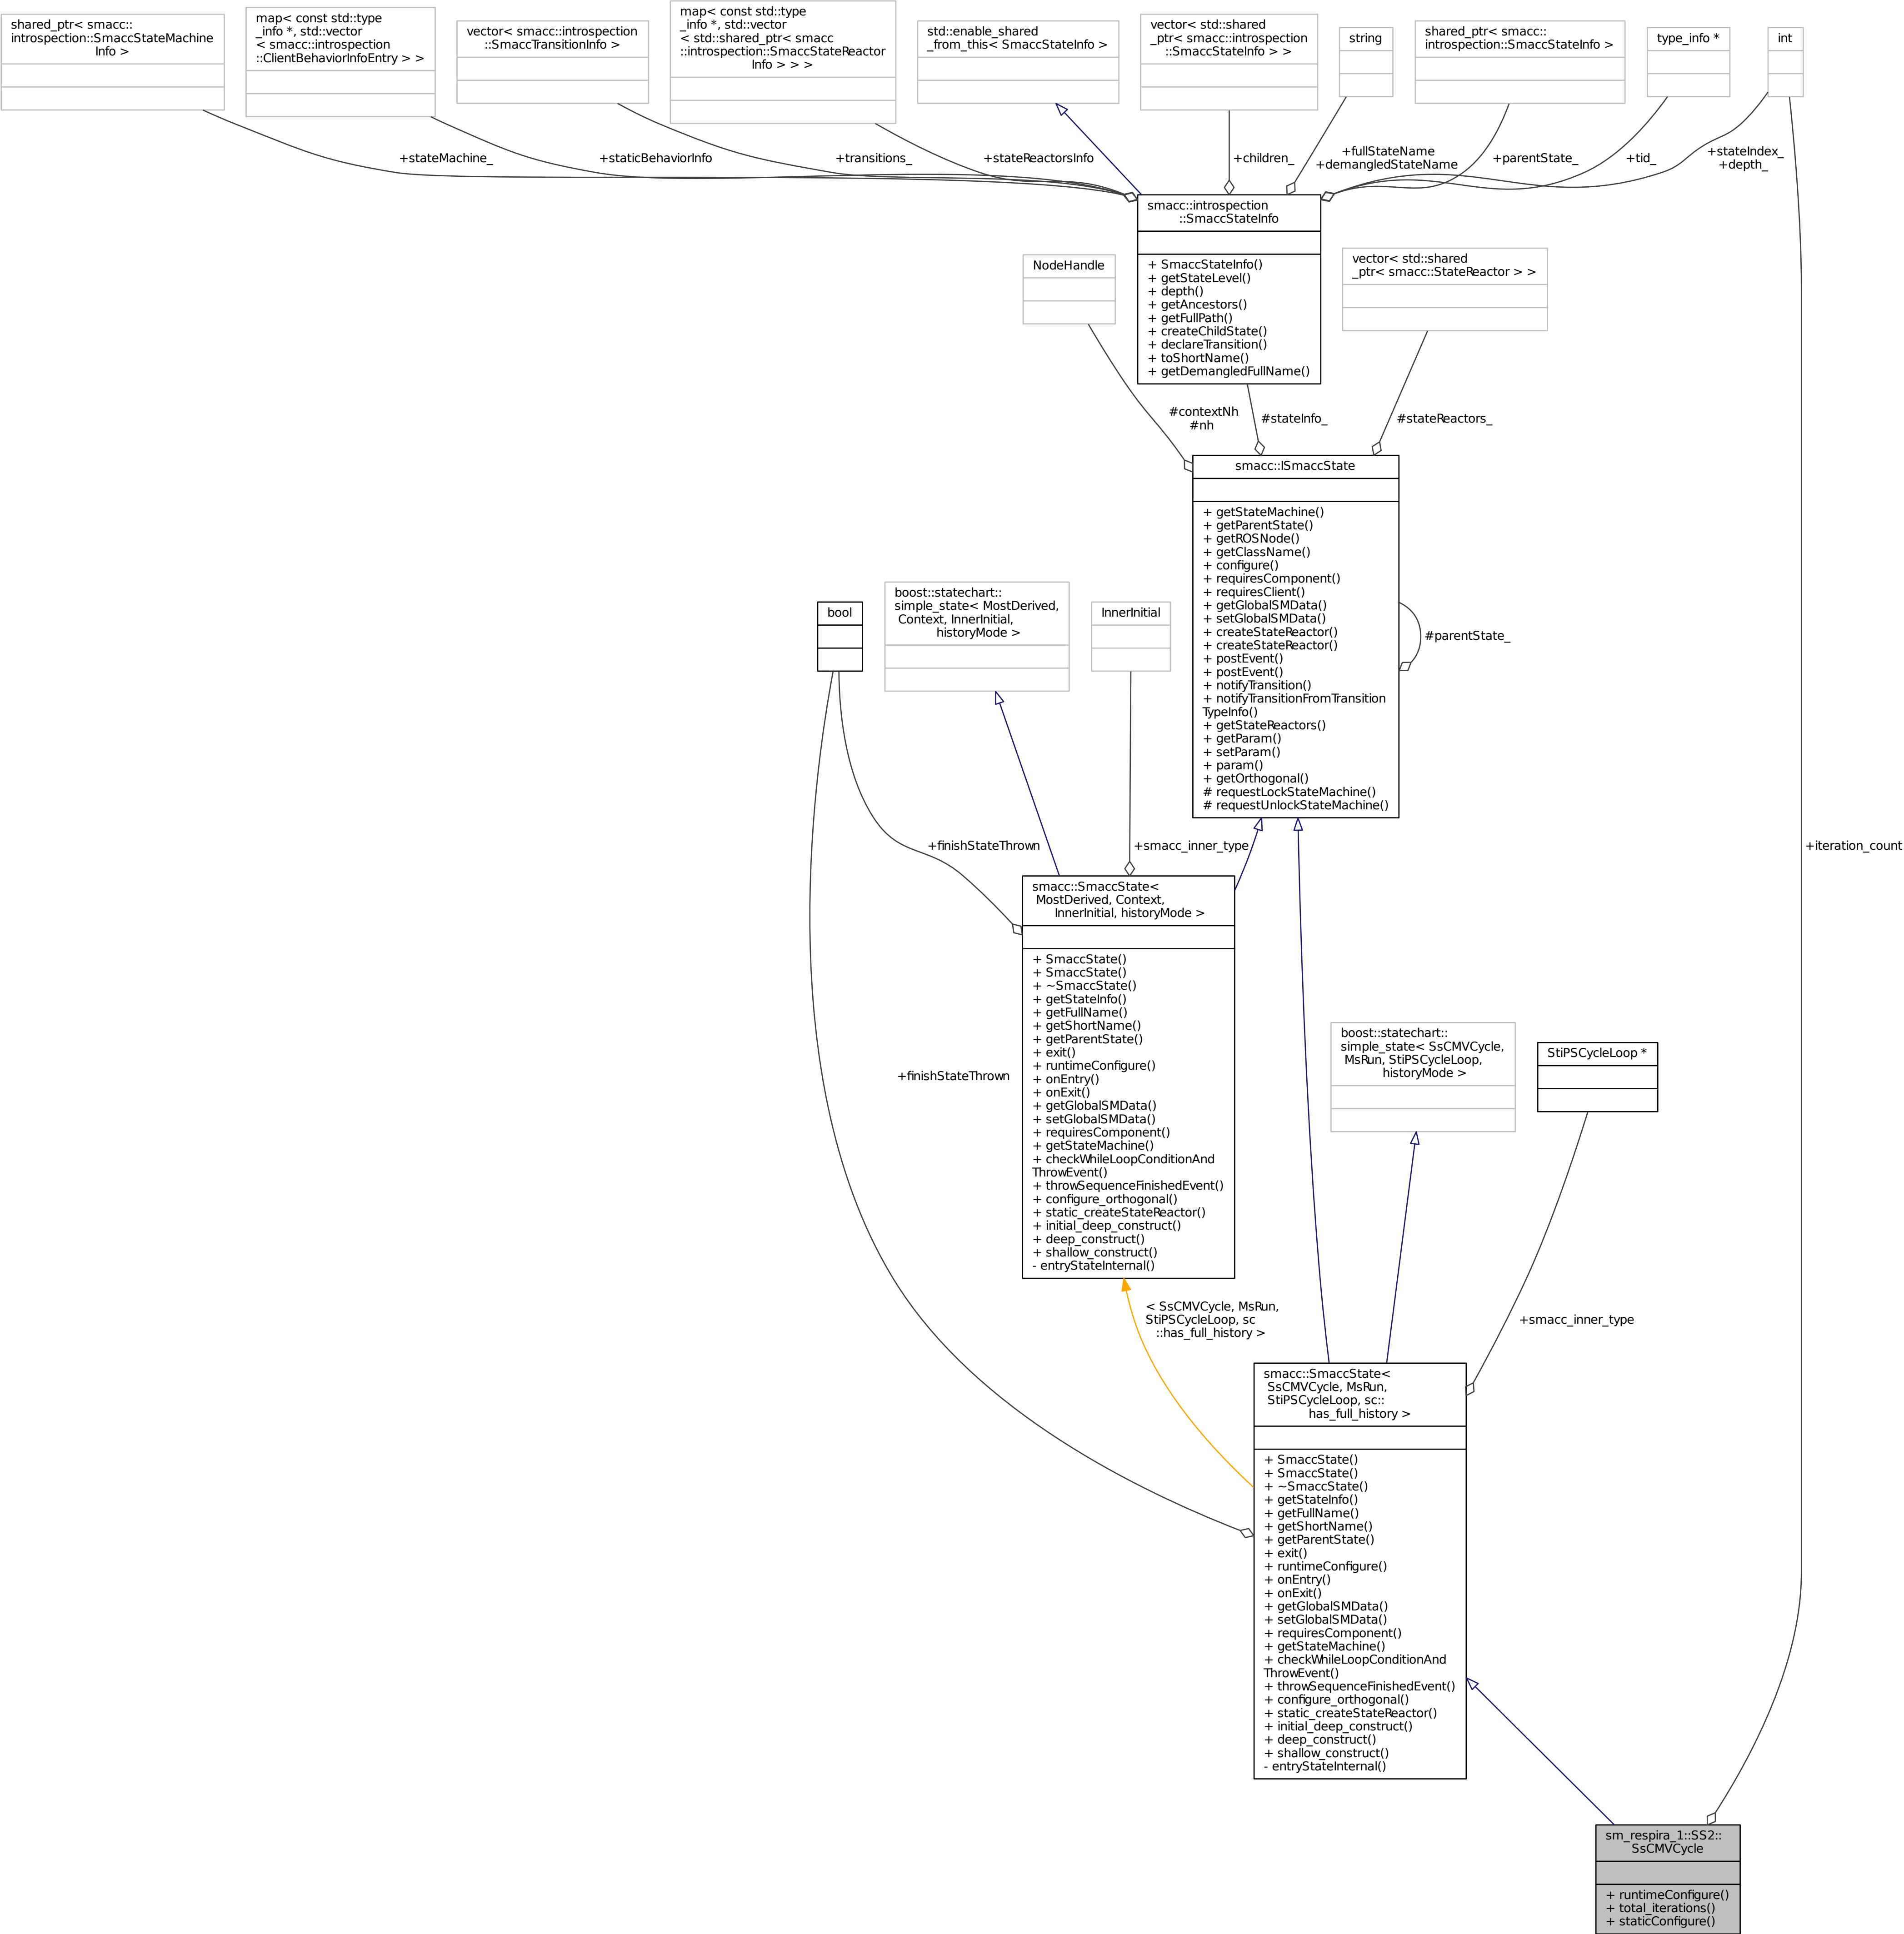 shared_ptr< smacc::
introspection::SmaccStateMachine
Info >
map< const std::type
_info *, std::vector
< smacc::introspection
::ClientBehaviorInfoEntry > >
vector< smacc::introspection
::SmaccTransitionInfo >
map< const std::type
_info *, std::vector
< std::shared_ptr< smacc
::introspection::SmaccStateReactor
Info > > >
std::enable_shared
_from_this< SmaccStateInfo >
vector< std::shared
_ptr< smacc::introspection
::SmaccStateInfo > >
string
shared_ptr< smacc::
introspection::SmaccStateInfo >
type_info *
int
+stateMachine_
+staticBehaviorInfo
+transitions_
+stateReactorsInfo
+children_
+fullStateName
+demangledStateName
+parentState_
+tid_
+stateIndex_
+depth_
smacc::introspection
::SmaccStateInfo
+ SmaccStateInfo()
+ getStateLevel()
+ depth()
+ getAncestors()
+ getFullPath()
+ createChildState()
+ declareTransition()
+ toShortName()
+ getDemangledFullName()
NodeHandle
vector< std::shared
_ptr< smacc::StateReactor > >
#contextNh
#nh
#stateInfo_
#stateReactors_
smacc::ISmaccState
+ getStateMachine()
+ getParentState()
+ getROSNode()
+ getClassName()
+ configure()
+ requiresComponent()
+ requiresClient()
+ getGlobalSMData()
+ setGlobalSMData()
+ createStateReactor()
+ createStateReactor()
+ postEvent()
+ postEvent()
+ notifyTransition()
+ notifyTransitionFromTransition
TypeInfo()
+ getStateReactors()
+ getParam()
+ setParam()
+ param()
+ getOrthogonal()
# requestLockStateMachine()
# requestUnlockStateMachine()
#parentState_
bool
boost::statechart::
simple_state< MostDerived,
Context, InnerInitial,
historyMode >
InnerInitial
+finishStateThrown
+smacc_inner_type
+iteration_count
smacc::SmaccState<
MostDerived, Context,
InnerInitial, historyMode >
+ SmaccState()
+ SmaccState()
+ ~SmaccState()
+ getStateInfo()
+ getFullName()
+ getShortName()
+ getParentState()
+ exit()
+ runtimeConfigure()
+ onEntry()
+ onExit()
+ getGlobalSMData()
+ setGlobalSMData()
+ requiresComponent()
+ getStateMachine()
+ checkWhileLoopConditionAnd
ThrowEvent()
+ throwSequenceFinishedEvent()
+ configure_orthogonal()
+ static_createStateReactor()
+ initial_deep_construct()
+ deep_construct()
+ shallow_construct()
- entryStateInternal()
+finishStateThrown
boost::statechart::
simple_state< SsCMVCycle,
MsRun, StiPSCycleLoop,
historyMode >
StiPSCycleLoop *
< SsCMVCycle, MsRun,
StiPSCycleLoop, sc
::has_full_history >
+smacc_inner_type
smacc::SmaccState<
SsCMVCycle, MsRun,
StiPSCycleLoop, sc::
has_full_history >
+ SmaccState()
+ SmaccState()
+ ~SmaccState()
+ getStateInfo()
+ getFullName()
+ getShortName()
+ getParentState()
+ exit()
+ runtimeConfigure()
+ onEntry()
+ onExit()
+ getGlobalSMData()
+ setGlobalSMData()
+ requiresComponent()
+ getStateMachine()
+ checkWhileLoopConditionAnd
ThrowEvent()
+ throwSequenceFinishedEvent()
+ configure_orthogonal()
+ static_createStateReactor()
+ initial_deep_construct()
+ deep_construct()
+ shallow_construct()
- entryStateInternal()
sm_respira_1::SS2::
SsCMVCycle
+ runtimeConfigure()
+ total_iterations()
+ staticConfigure()